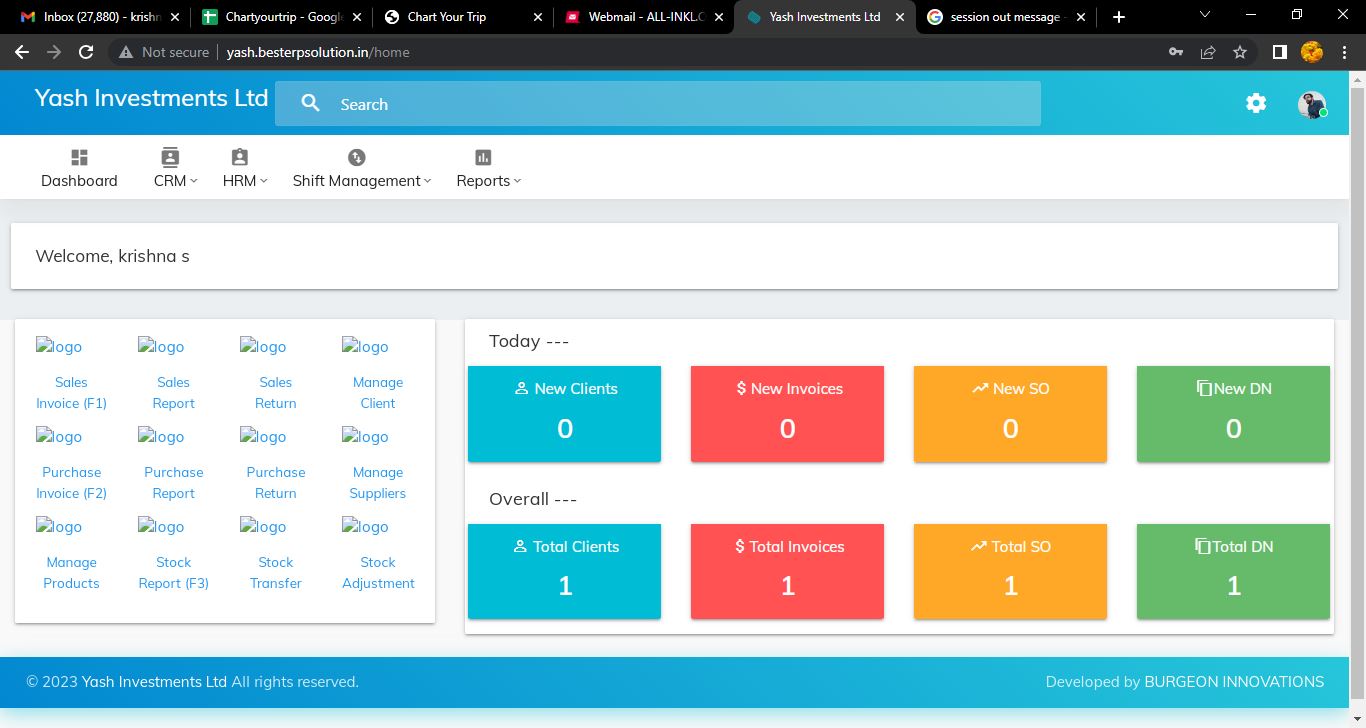 Inbox (27,880) - krishn
Chartyourtrip - Google
Chart Your Trip
Webmail - ALL-INKL.C
Yash Investments Ltd
session out message -
Not secure
yash.besterpsolution.in/home
Yash Investments Ltd
Search
Dashboard
CRM
HRM
Shift Management
Reports
Welcome, krishna s
logo logo logo logo
Sales Sales Sales Manage
Invoice (F1) Report Return Client
logo logo logo logo
Purchase Purchase Purchase Manage
Invoice (F2) Report Return Suppliers
logo logo logo logo
Manage Stock Stock Stock
Products Report (F3) Transfer Adjustment
Today ---
New Clients $ New Invoices New SO New DN
0 0 0 0
Overall ---
Total Clients $ Total Invoices Total SO Total DN
1 1 1 1
© 2023 Yash Investments Ltd All rights reserved.
Developed by BURGEON INNOVATIONS